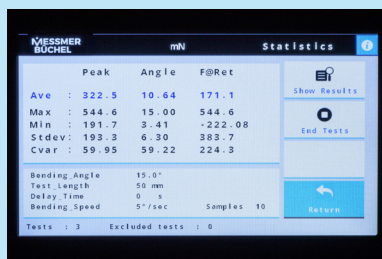 MESSMER
BÜCHEL mN Statistics i
Peak Angle F@Ret
Ave : 322.5 10.64 171.1
Max : 544.6 15.00 544.6
Min : 191.7 3.41 -222.08
Stdev: 193.3 6.30 383.7
Cvar : 59.95 59.22 224.3
Show Results
End Tests
Bending_Angle 15.0°
Test_Length 50 mm
Delay_Time 0 s
Bending_Speed 5°/sec Samples 10
Return
Tests : 3 Excluded tests : 0